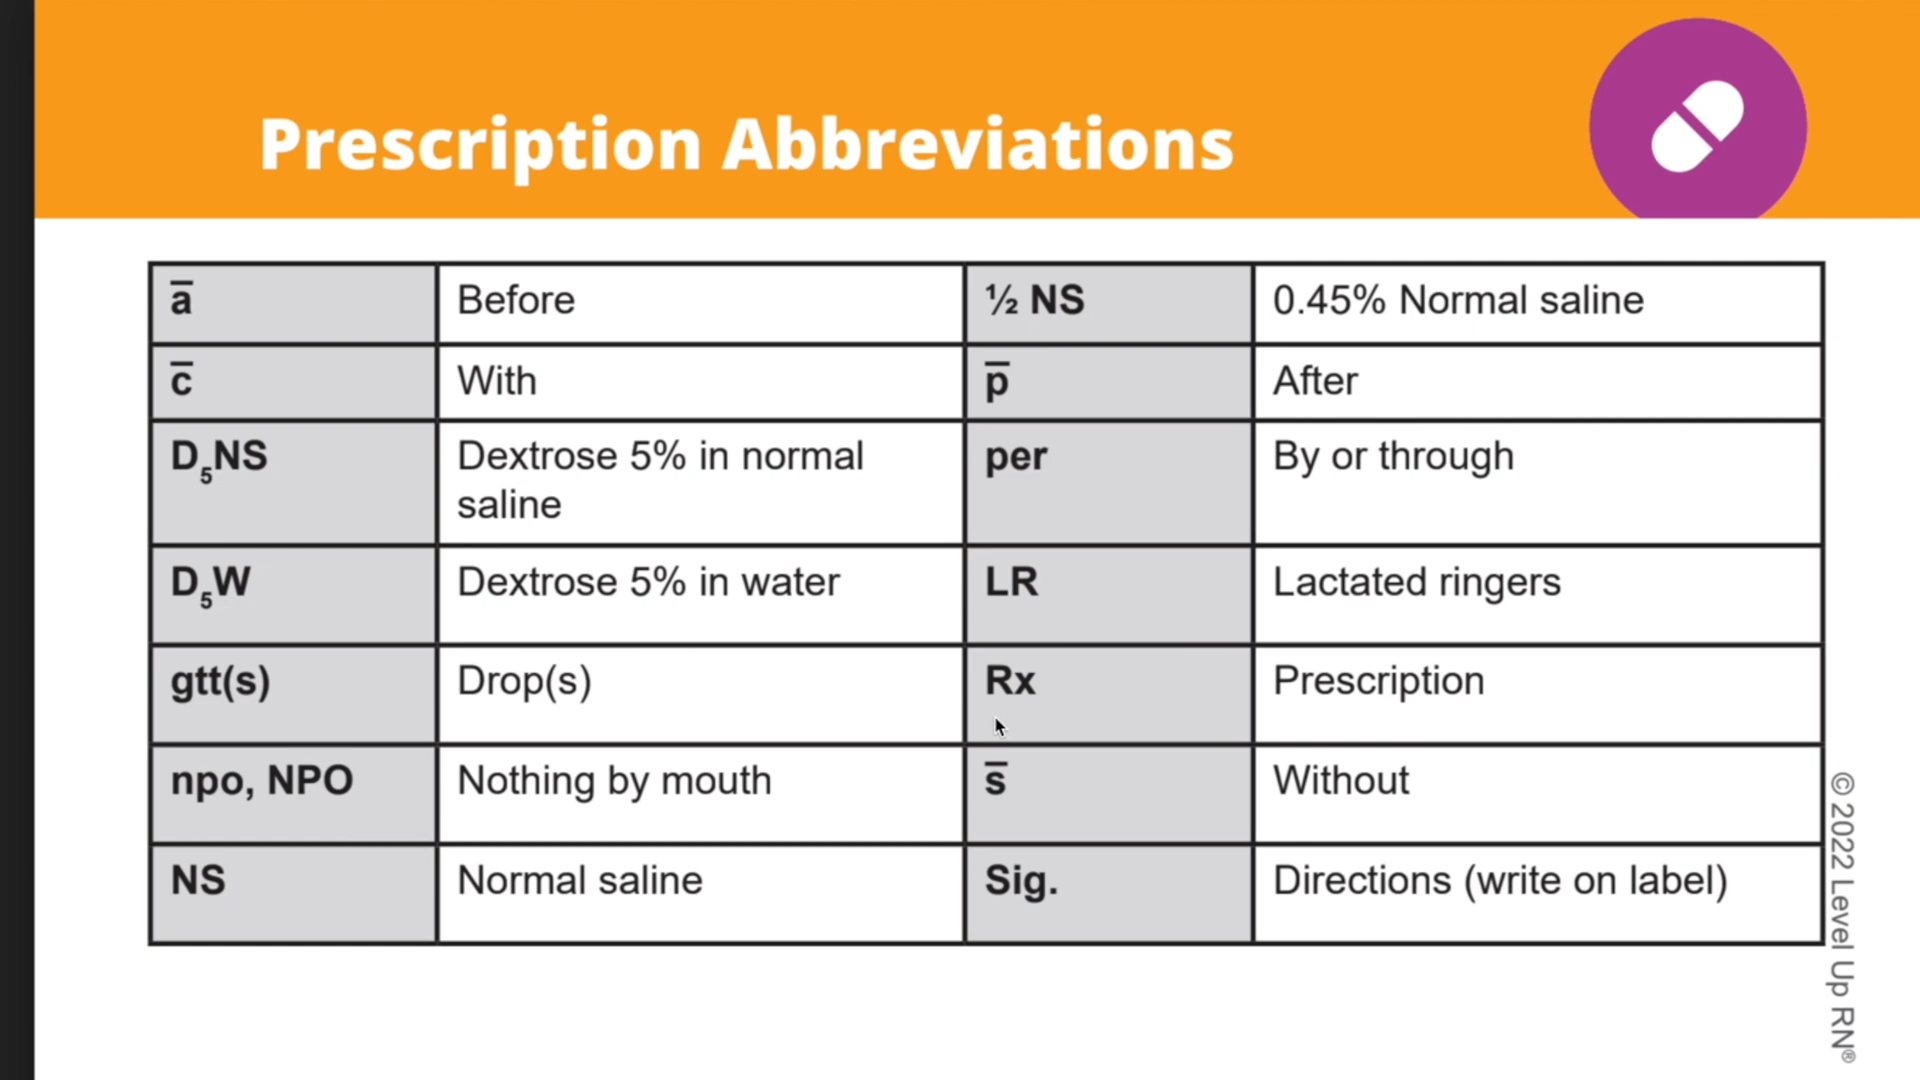 Prescription Abbreviations
a̅ Before ½ NS 0.45% Normal saline
c̅ With p̅ After
D₅NS Dextrose 5% in normal saline per By or through
D₅W Dextrose 5% in water LR Lactated ringers
gtt(s) Drop(s) Rx Prescription
npo, NPO Nothing by mouth s̅ Without
NS Normal saline Sig. Directions (write on label)
© 2022 Level Up RN®